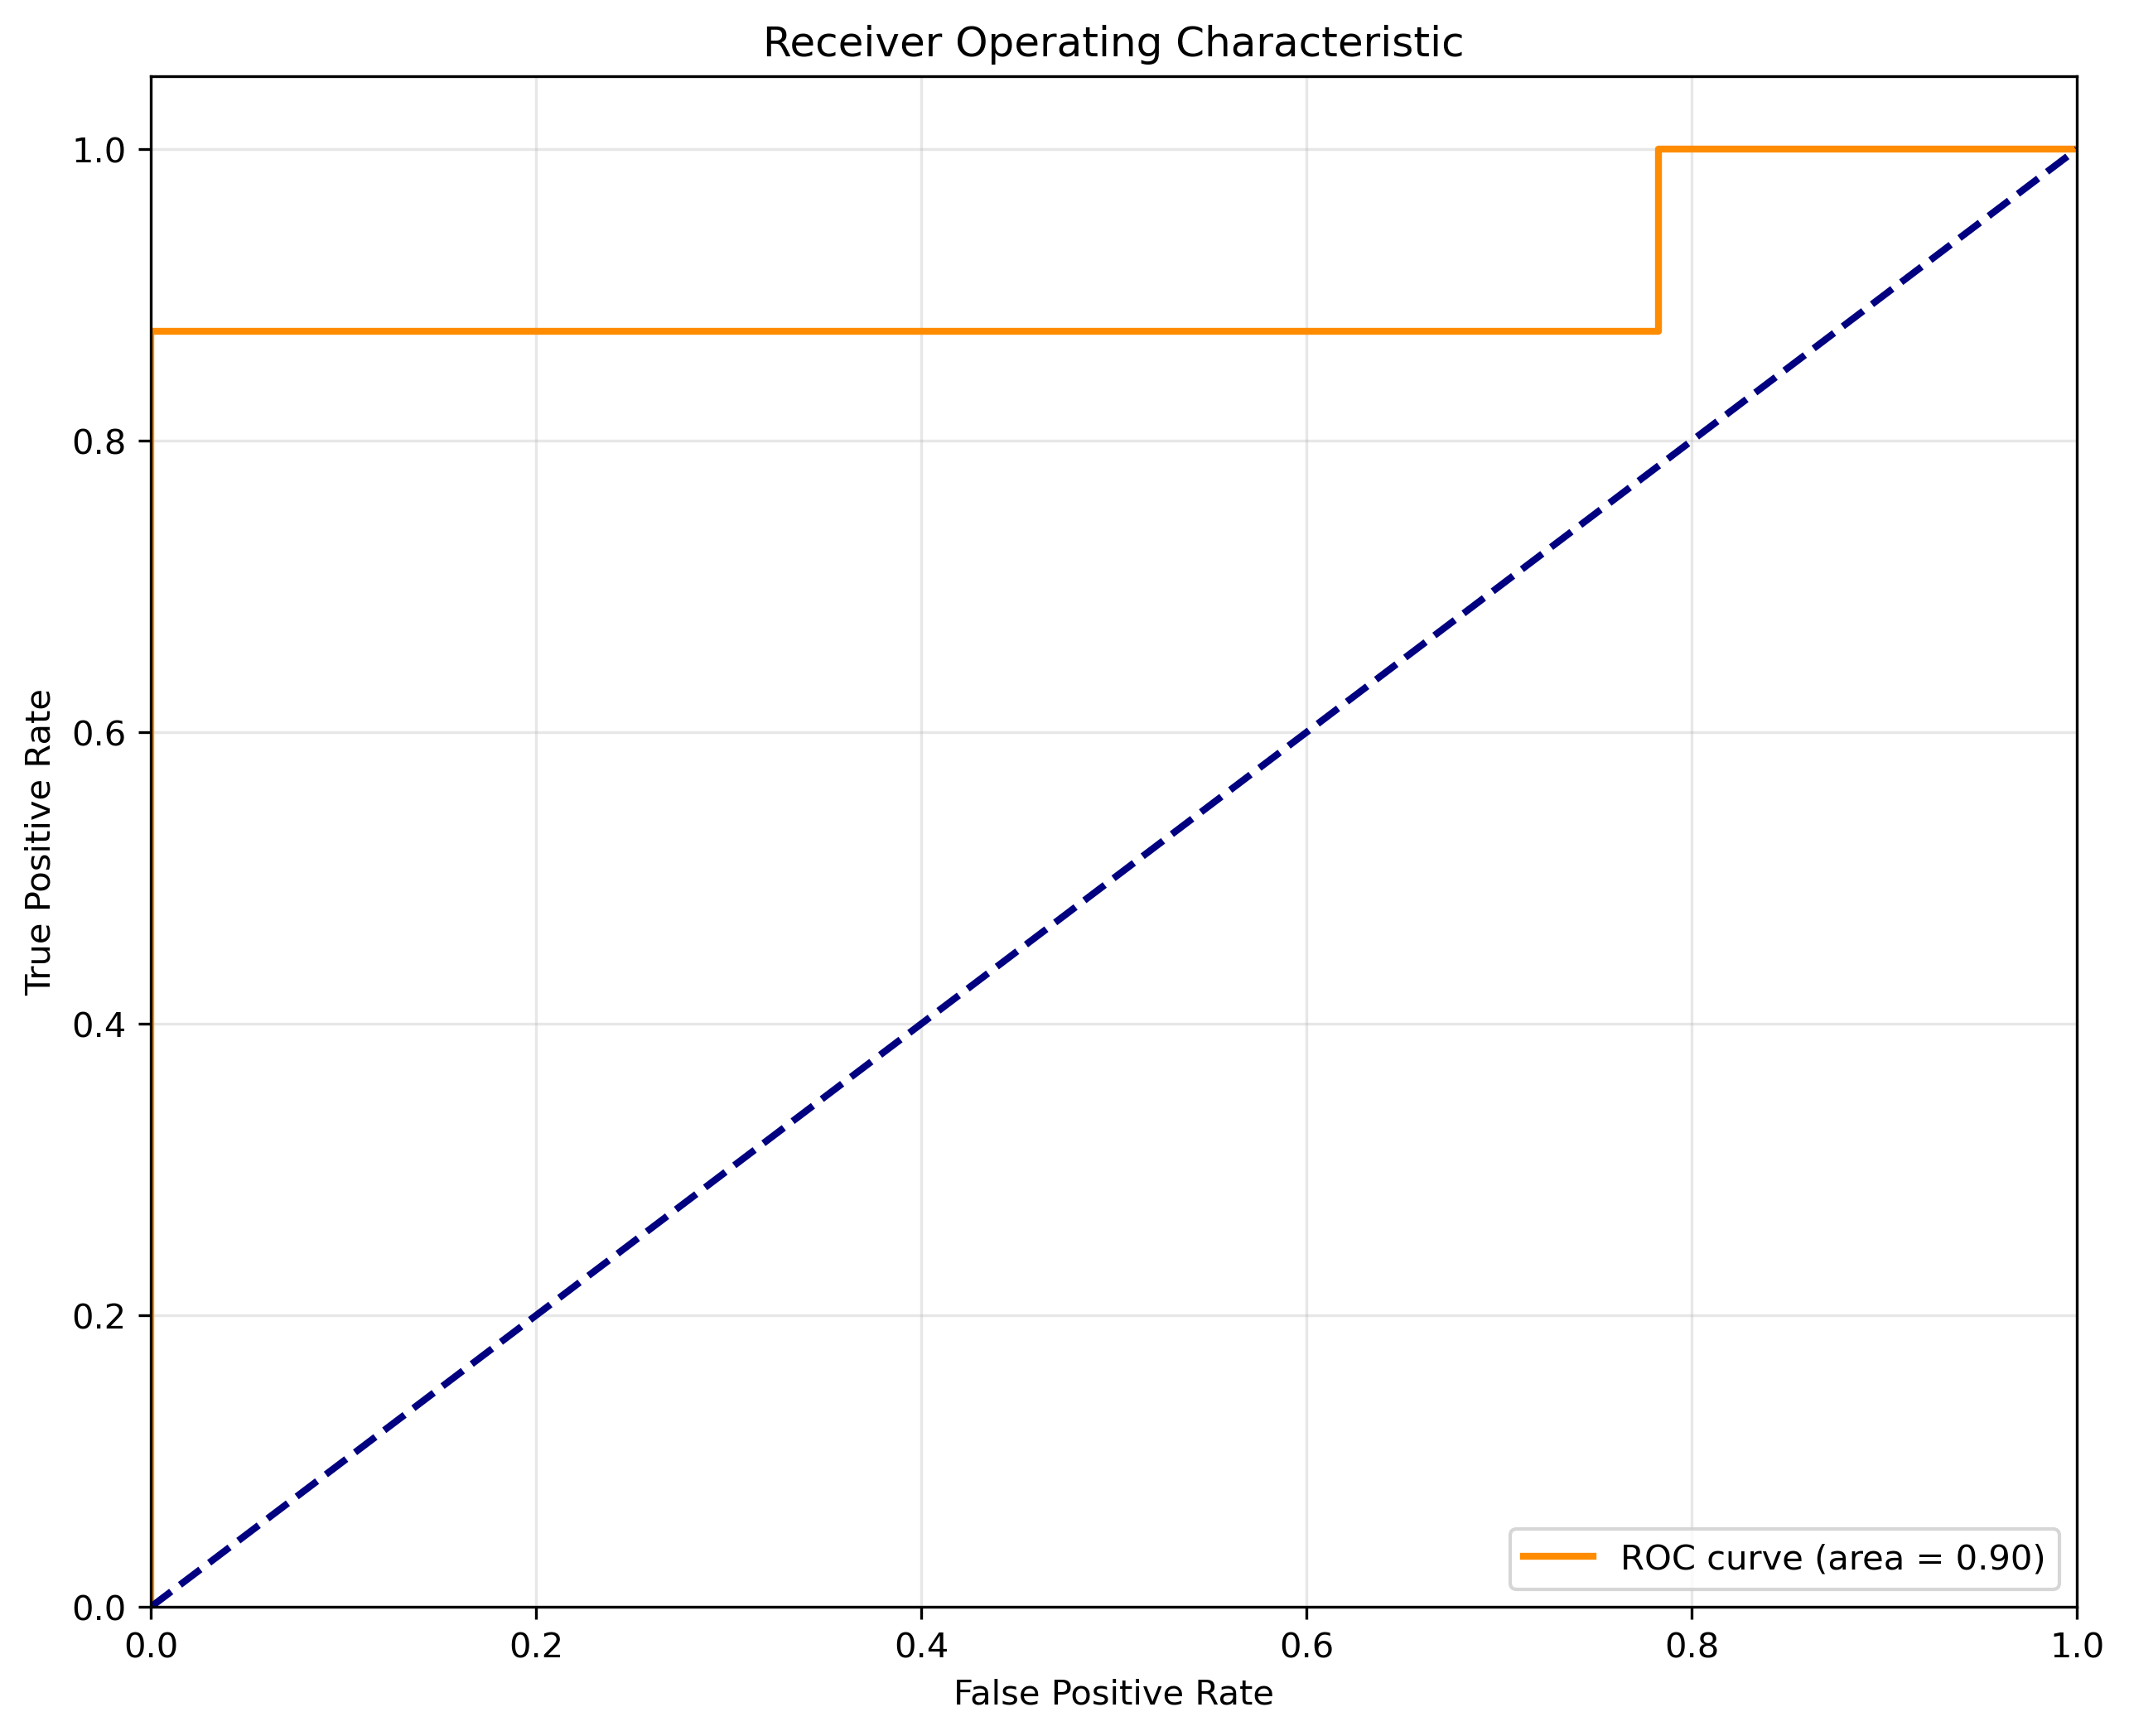 Receiver Operating Characteristic
True Positive Rate
1.0
0.8
0.6
0.4
0.2
0.0
ROC curve (area = 0.90)
0.0 0.2 0.4 0.6 0.8 1.0
False Positive Rate